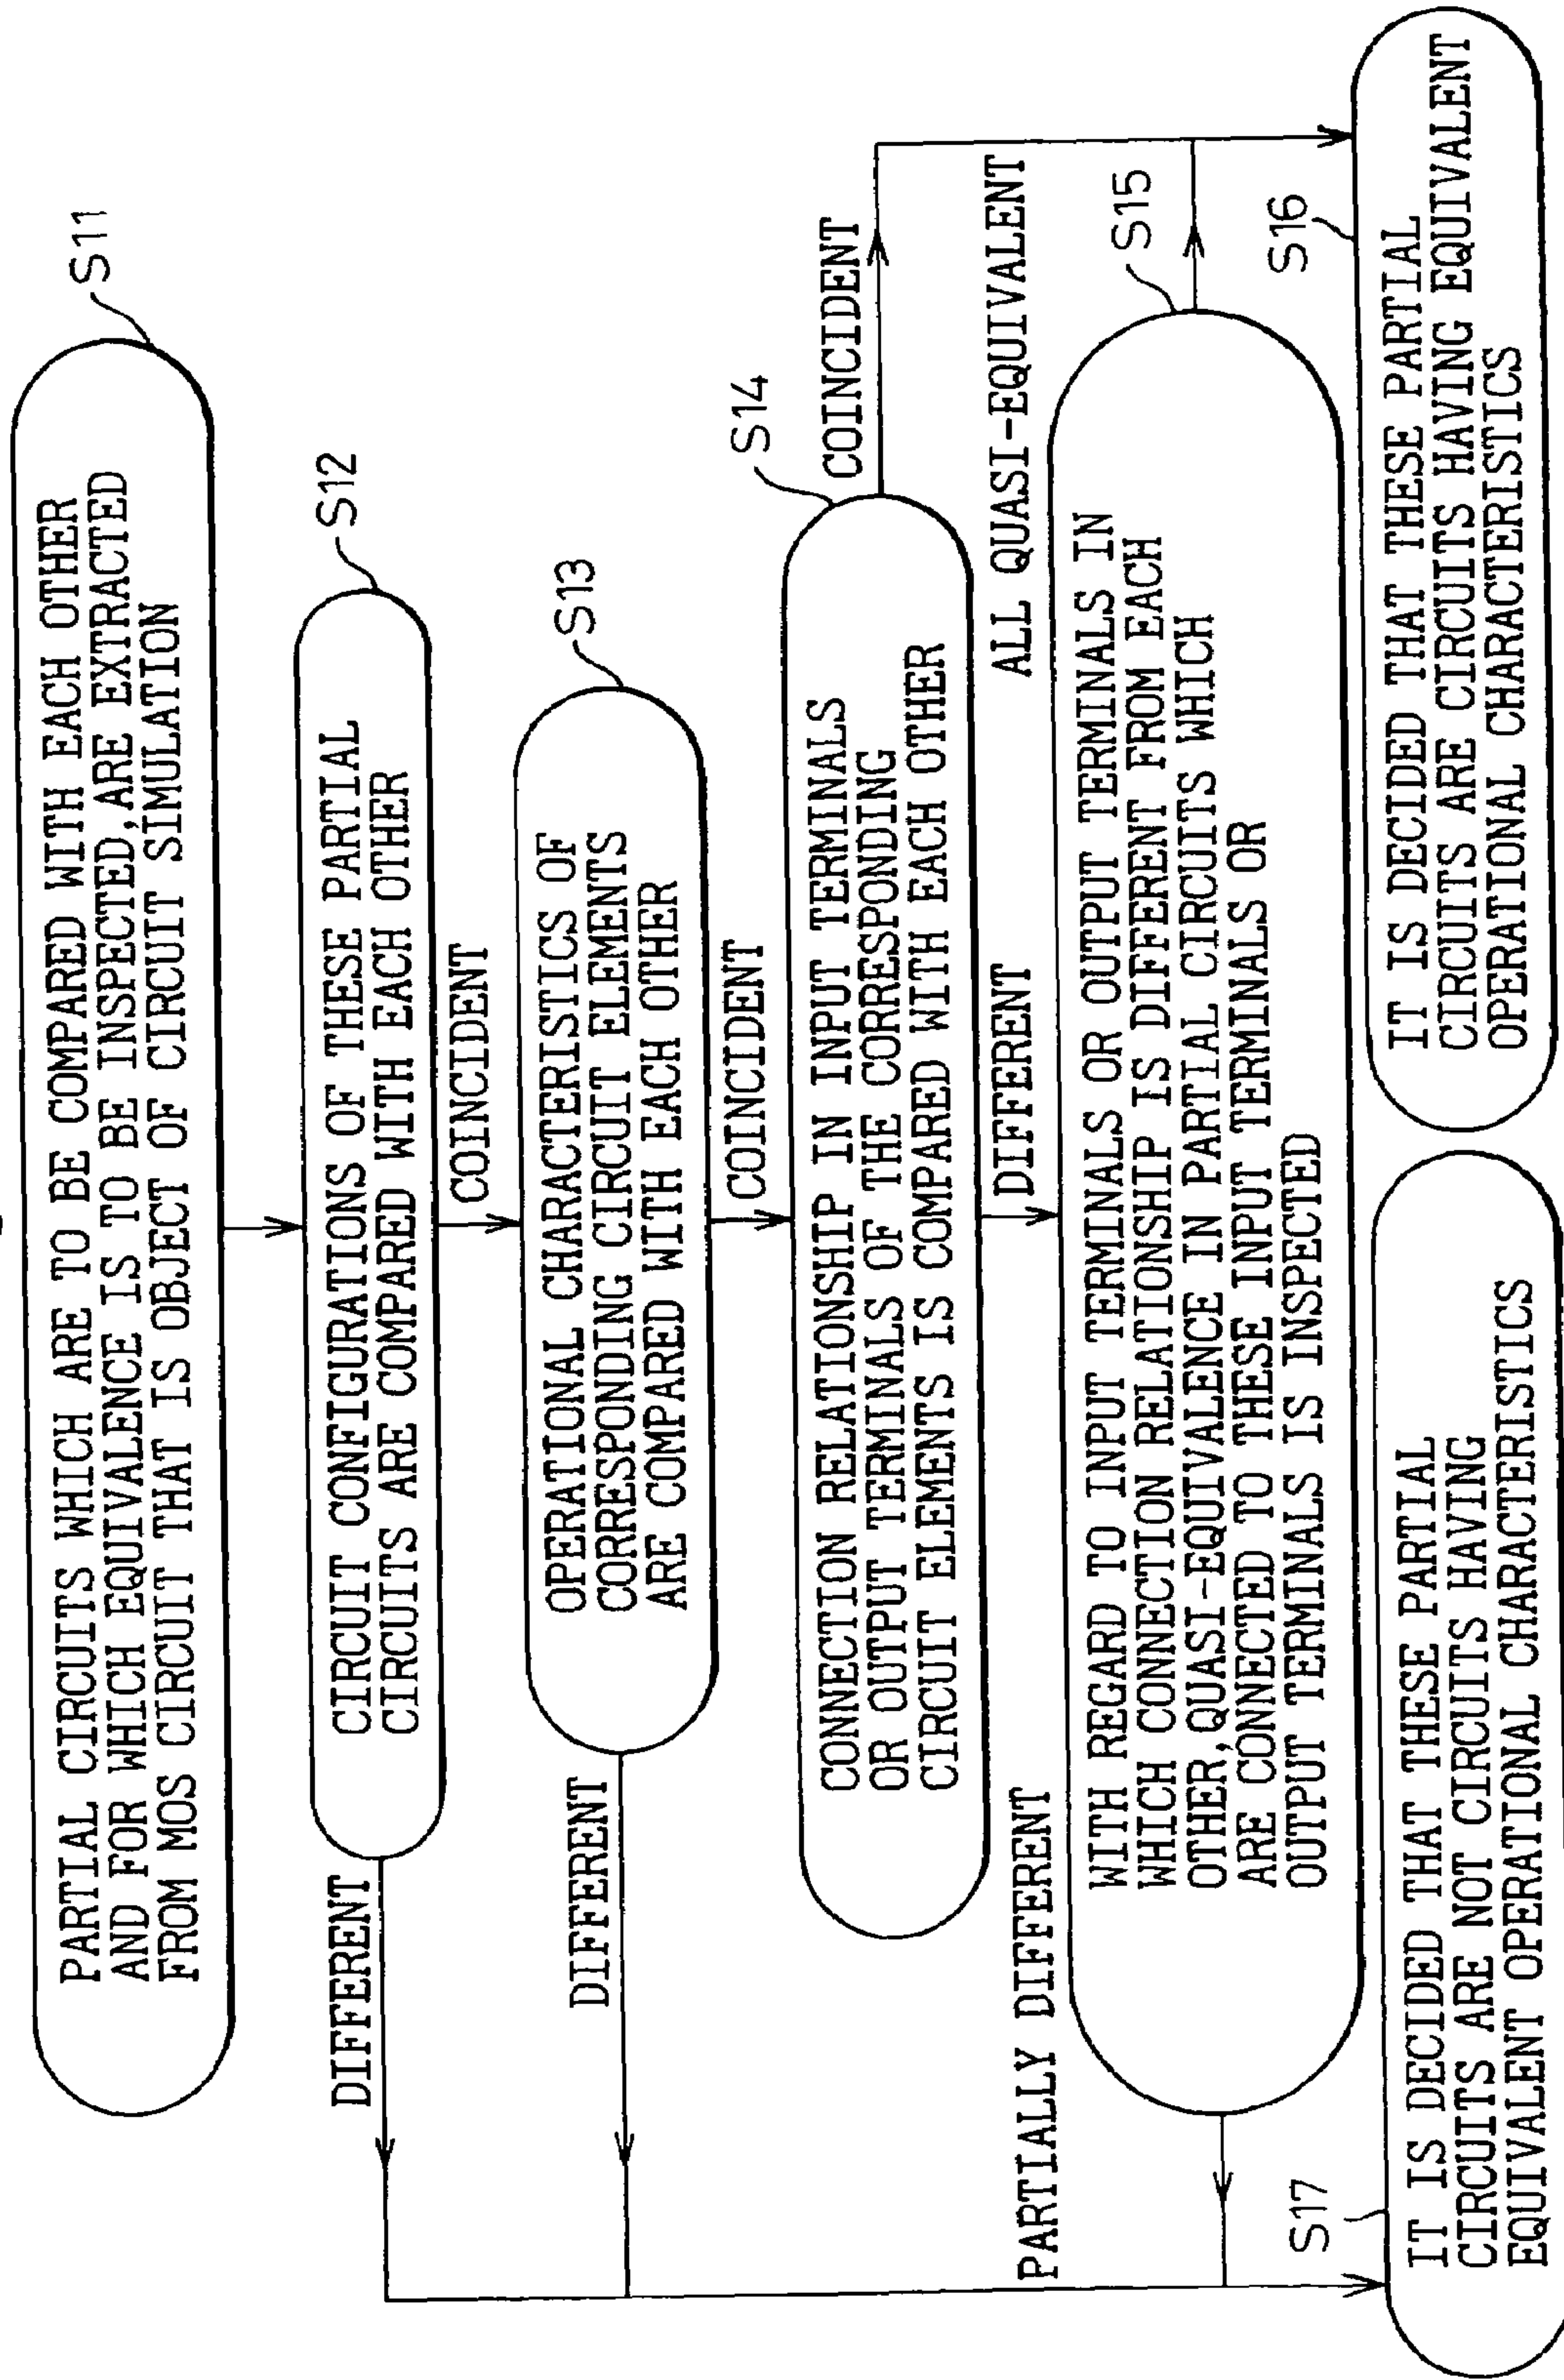 PARTIAL CIRCUITS WHICH ARE TO BE COMPARED WITH EACH OTHER
AND FOR WHICH EQUIVALENCE IS TO BE INSPECTED,ARE EXTRACTED
FROM MOS CIRCUIT THAT IS OBJECT OF CIRCUIT SIMULATION
S11
CIRCUIT CONFIGURATIONS OF THESE PARTIAL
CIRCUITS ARE COMPARED WITH EACH OTHER
S12
DIFFERENT
COINCIDENT
OPERATIONAL CHARACTERISTICS OF
CORRESPONDING CIRCUIT ELEMENTS
ARE COMPARED WITH EACH OTHER
S13
DIFFERENT
COINCIDENT
CONNECTION RELATIONSHIP IN INPUT TERMINALS
OR OUTPUT TERMINALS OF THE CORRESPONDING
CIRCUIT ELEMENTS IS COMPARED WITH EACH OTHER
S14
COINCIDENT
PARTIALLY DIFFERENT
DIFFERENT
ALL QUASI-EQUIVALENT
WITH REGARD TO INPUT TERMINALS OR OUTPUT TERMINALS IN
WHICH CONNECTION RELATIONSHIP IS DIFFERENT FROM EACH
OTHER,QUASI-EQUIVALENCE IN PARTIAL CIRCUITS WHICH
ARE CONNECTED TO THESE INPUT TERMINALS OR
OUTPUT TERMINALS IS INSPECTED
S15
S17
IT IS DECIDED THAT THESE PARTIAL
CIRCUITS ARE NOT CIRCUITS HAVING
EQUIVALENT OPERATIONAL CHARACTERISTICS
S16
IT IS DECIDED THAT THESE PARTIAL
CIRCUITS ARE CIRCUITS HAVING EQUIVALENT
OPERATIONAL CHARACTERISTICS